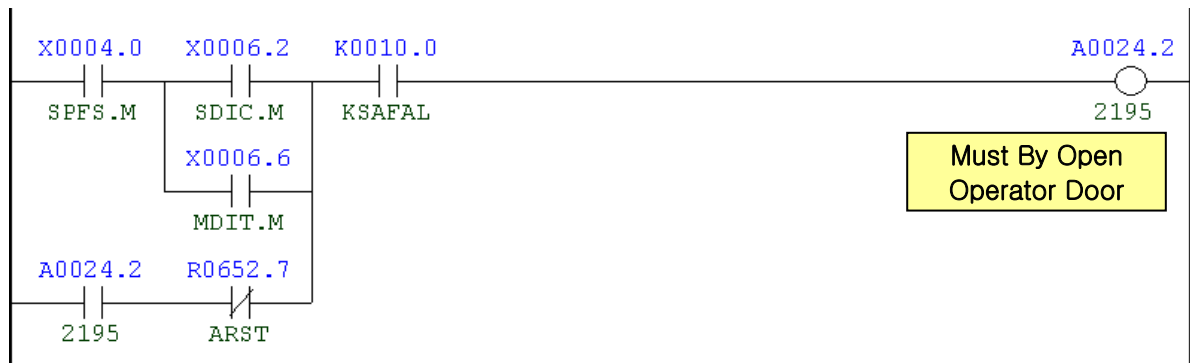 X0004.0 X0006.2 K0010.0 A0024.2
SPFS.M SDIC.M KSAFAL 2195
X0006.6
MDIT.M
Must By Open
Operator Door
A0024.2 R0652.7
2195 ARST